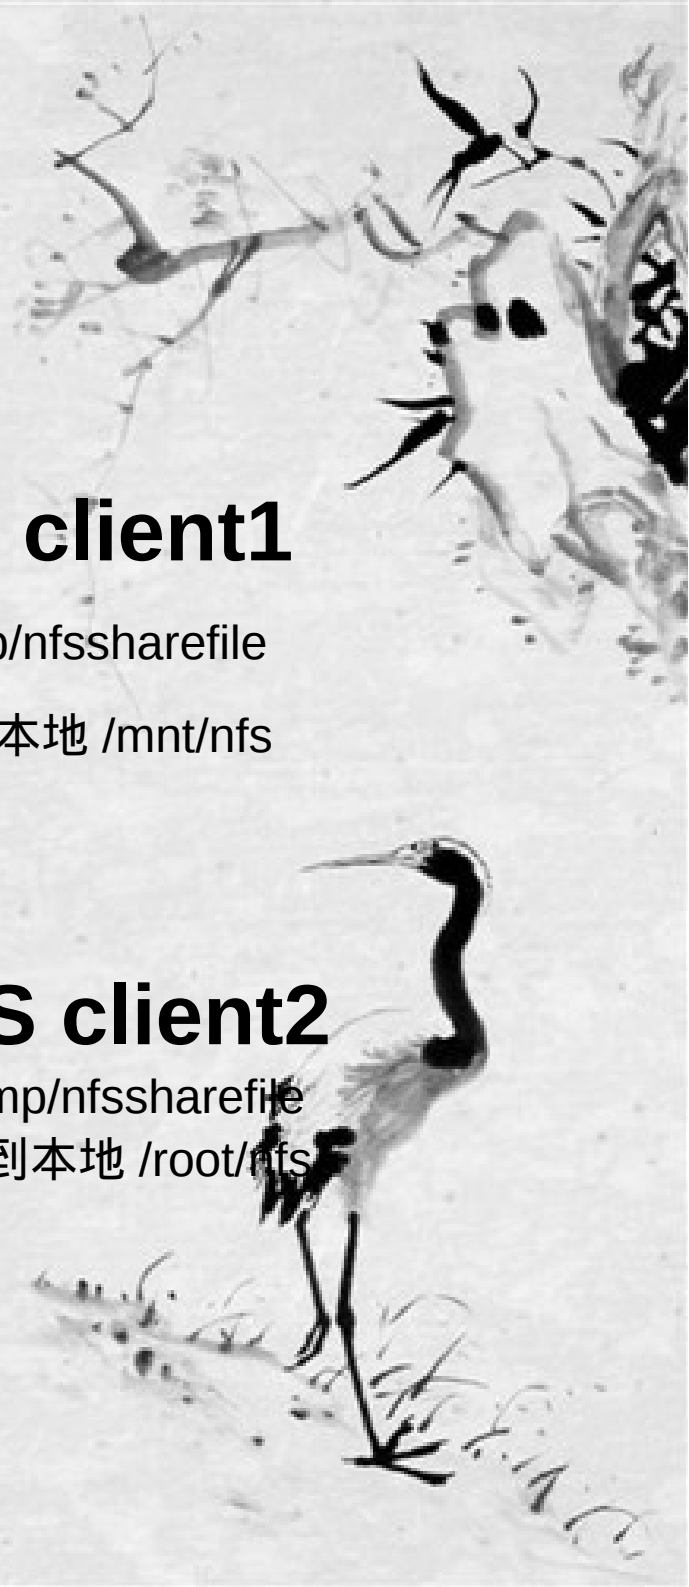 client1
/nfssharefile
本地 /mnt/nfs
S client2
mp/nfssharefile
到本地 /root/nfs